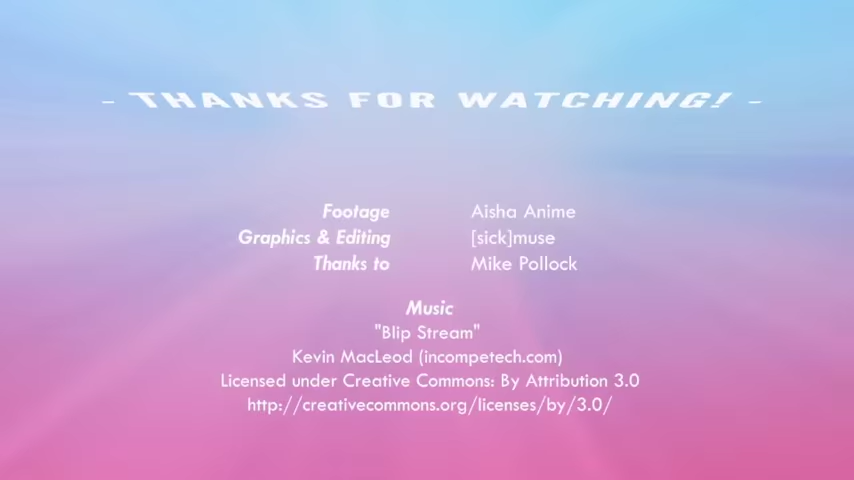 - THANKS FOR WATCHING! -
Footage Aisha Anime
Graphics & Editing [sick]muse
Thanks to Mike Pollock
Music
"Blip Stream"
Kevin MacLeod (incompetech.com)
Licensed under Creative Commons: By Attribution 3.0
http://creativecommons.org/licenses/by/3.0/